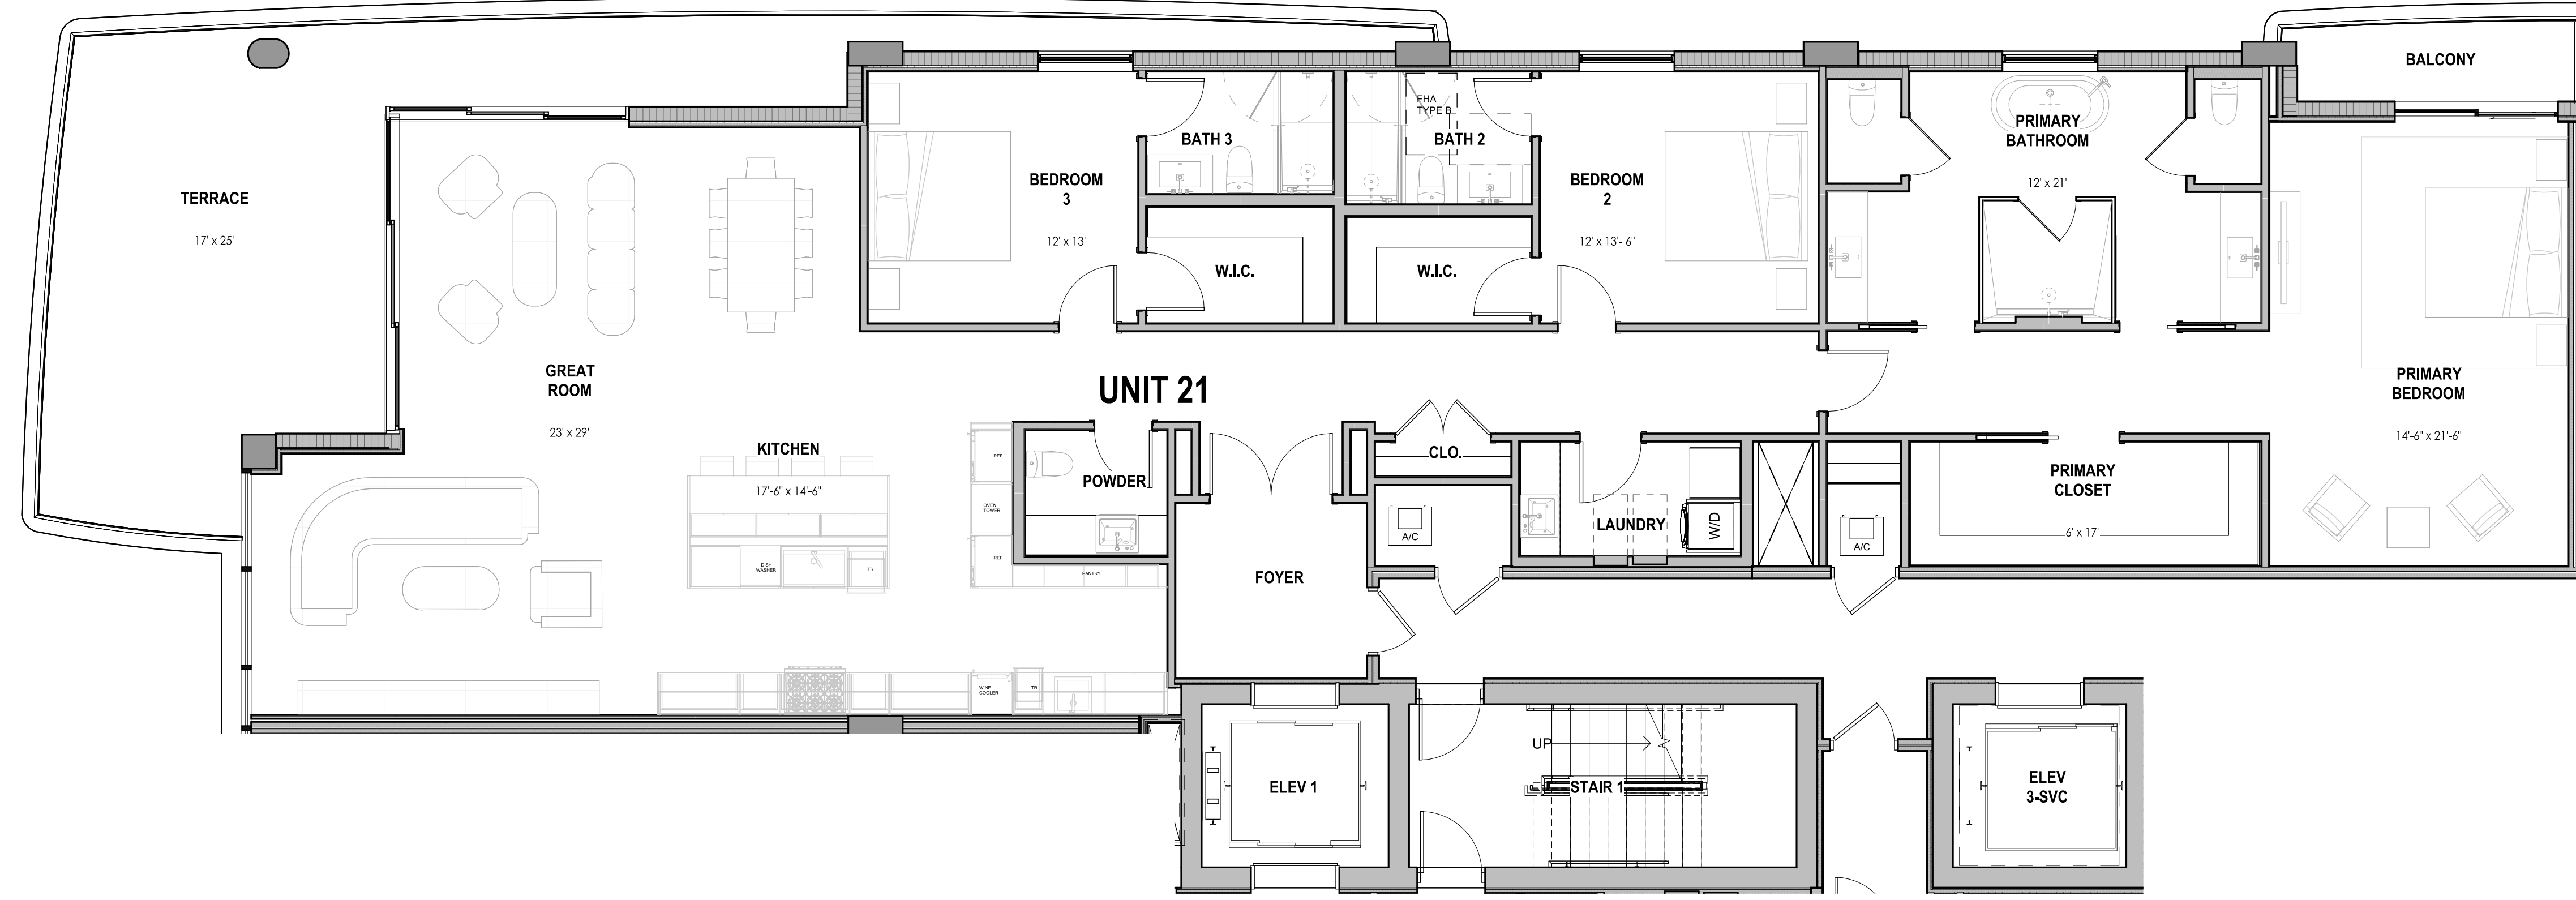 BALCONY
FHA
TYPE B
BATH 3
BATH 2
PRIMARY
BATHROOM
12' x 21'
TERRACE
17' x 25'
BEDROOM
3
12' x 13'
BEDROOM
2
12' x 13'- 6"
W.I.C.
W.I.C.
GREAT
ROOM
23' x 29'
UNIT 21
PRIMARY
BEDROOM
14'-6" x 21'-6"
KITCHEN
17'-6" x 14'-6"
REF
OVEN
TOWER
REF
POWDER
CLO.
PRIMARY
CLOSET
6' x 17'
A/C
LAUNDRY
W/D
A/C
DISH
WASHER
TR
PANTRY
FOYER
WINE
COOLER
TR
UP
ELEV 1
STAIR 1
ELEV
3-SVC